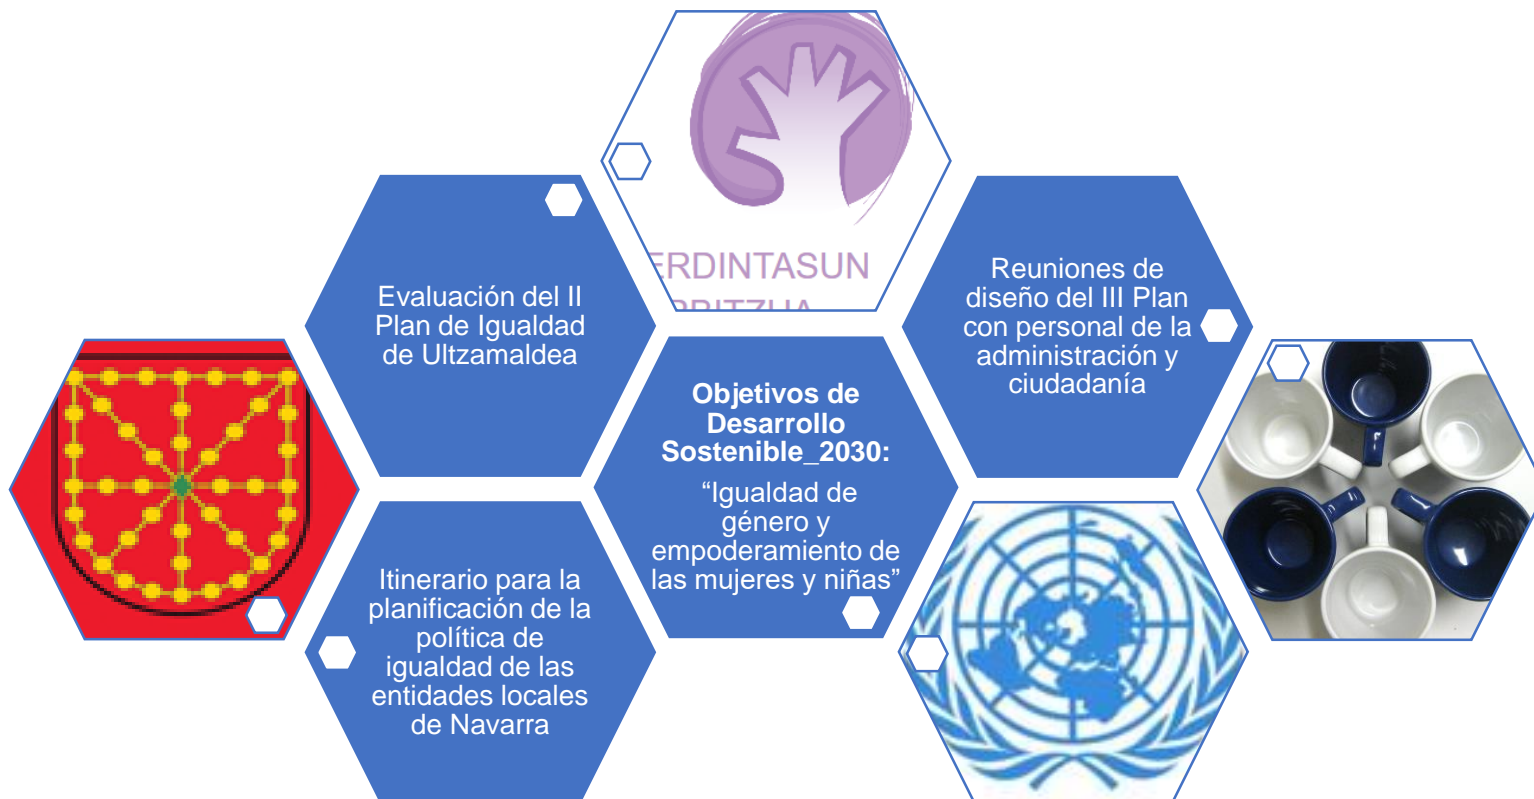 ERDINTASUN
Evaluación del II
Plan de Igualdad
de Ultzamaldea
Reuniones de
diseño del III Plan
con personal de la
administración y
ciudadanía
Objetivos de
Desarrollo
Sostenible_2030:
“Igualdad de
género y
empoderamiento de
las mujeres y niñas”
Itinerario para la
planificación de la
política de
igualdad de las
entidades locales
de Navarra